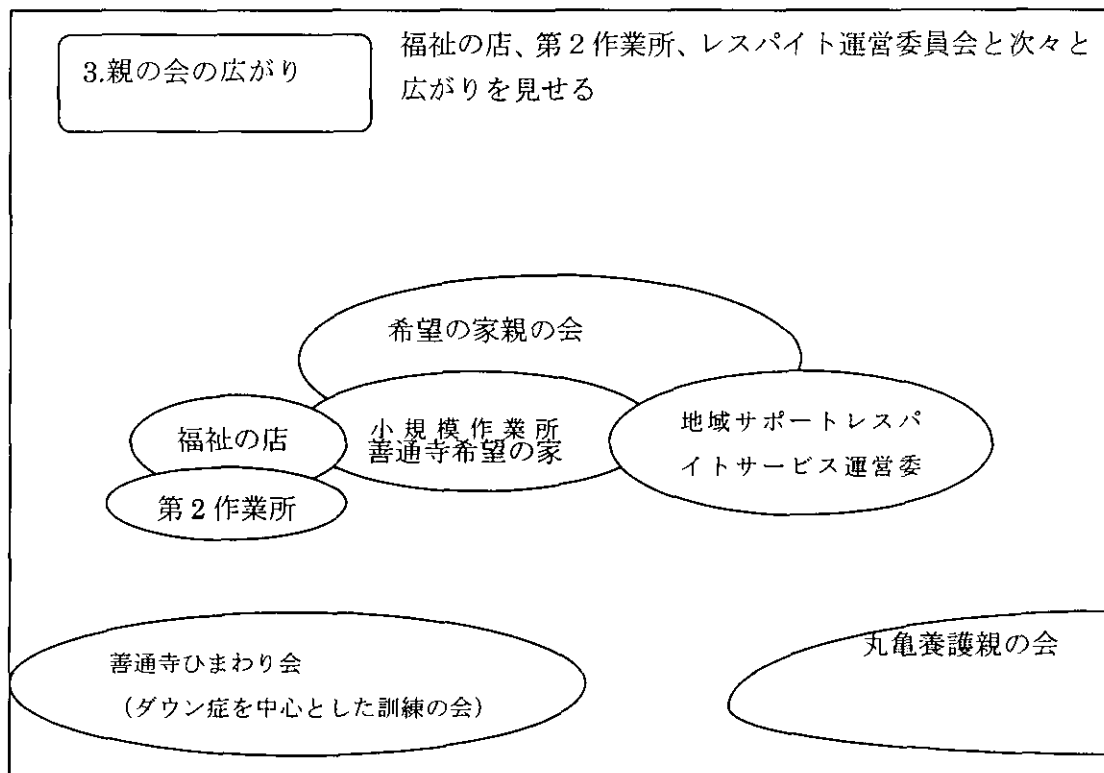 3.親の会の広がり
福祉の店、第２作業所、レスパイト運営委員会と次々と
広がりを見せる
希望の家親の会
福祉の店
小規模作業所
善通寺希望の家
地域サポートレスパ
イトサービス運営委
第２作業所
善通寺ひまわり会
（ダウン症を中心とした訓練の会）
丸亀養護親の会